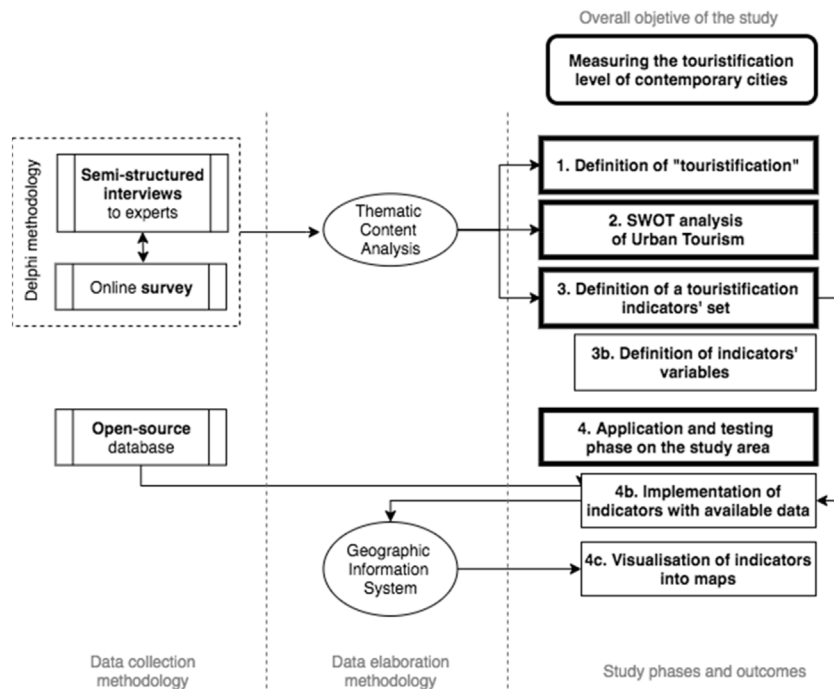 Overall objetive of the study
Measuring the touristification
level of contemporary cities
Delphi methodology
Semi-structured
interviews
to experts
Online survey
Thematic
Content
Analysis
1. Definition of "touristification"
2. SWOT analysis
of Urban Tourism
3. Definition of a touristification
indicators' set
3b. Definition of indicators'
variables
Open-source
database
4. Application and testing
phase on the study area
4b. Implementation of
indicators with available data
Geographic
Information
System
4c. Visualisation of indicators
into maps
Data collection
methodology
Data elaboration
methodology
Study phases and outcomes